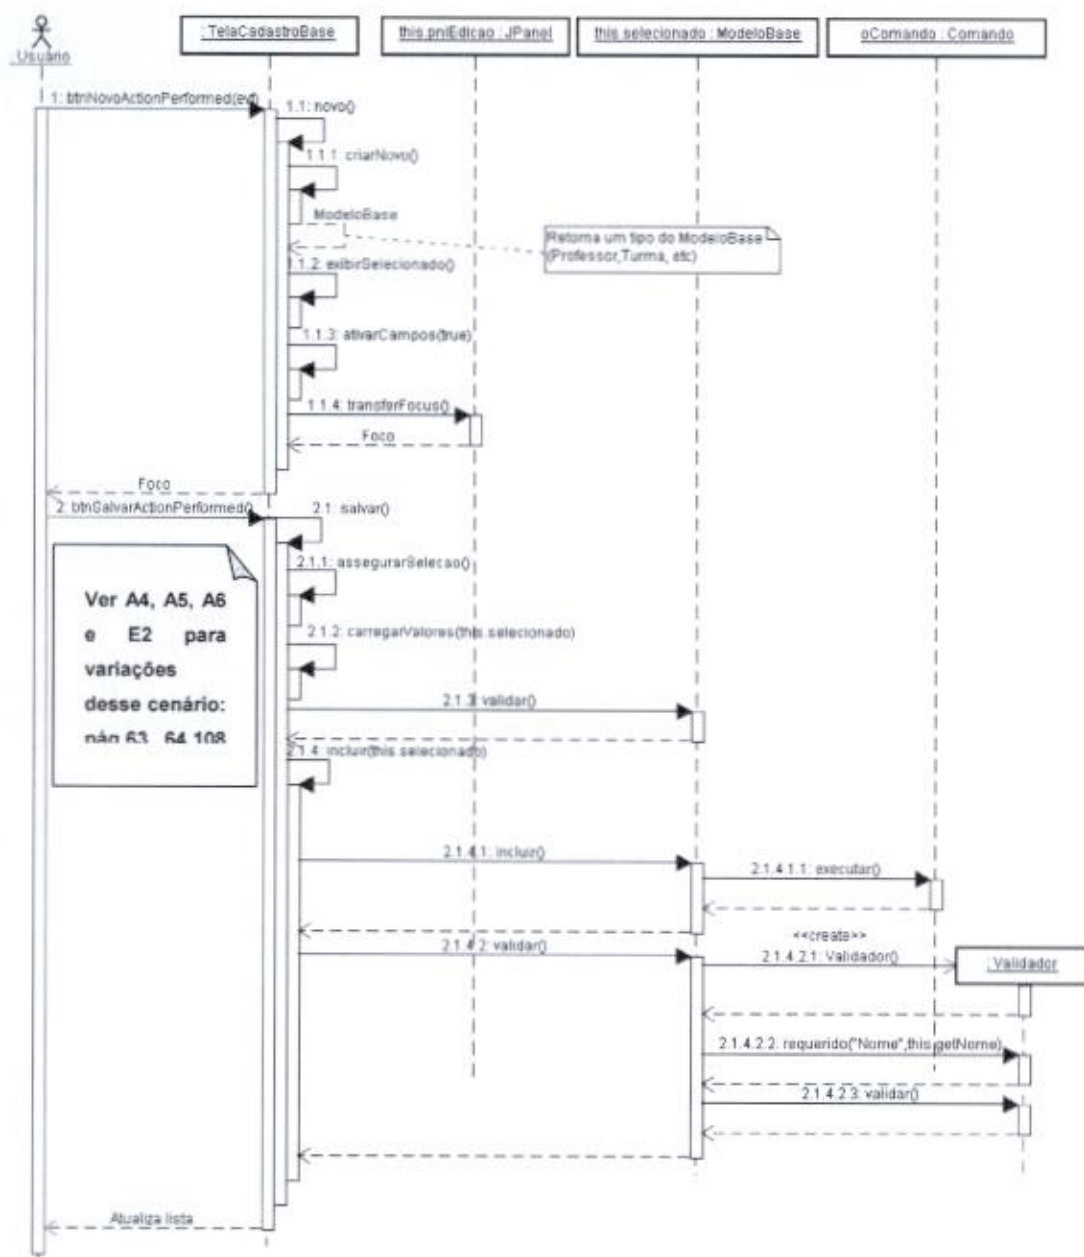 : TelaCadastroBase
this.pnlEdicao : JPanel
this.selecionado : ModeloBase
oComando : Comando
: Usuario
1: btnNovoActionPerformed(evt)
1.1: novo()
1.1.1: criarNovo()
ModeloBase
Retorna um tipo do ModeloBase
(Professor,Turma, etc)
1.1.2: exibirSelecionado()
1.1.3: ativarCampos(true)
1.1.4: transferFocus()
Foco
Foco
2: btnSalvarActionPerformed()
2.1: salvar()
2.1.1: assegurarSelecao()
Ver A4, A5, A6
e E2 para
variações
desse cenário:
pág 63, 64,108
2.1.2: carregarValores(this.selecionado)
2.1.3: validar()
2.1.4: incluir(this.selecionado)
2.1.4.1: incluir()
2.1.4.1.1: executar()
<<create>>
2.1.4.2: validar()
2.1.4.2.1: Validador()
: Validador
2.1.4.2.2: requerido("Nome",this.getNome)
2.1.4.2.3: validar()
Atualiza lista